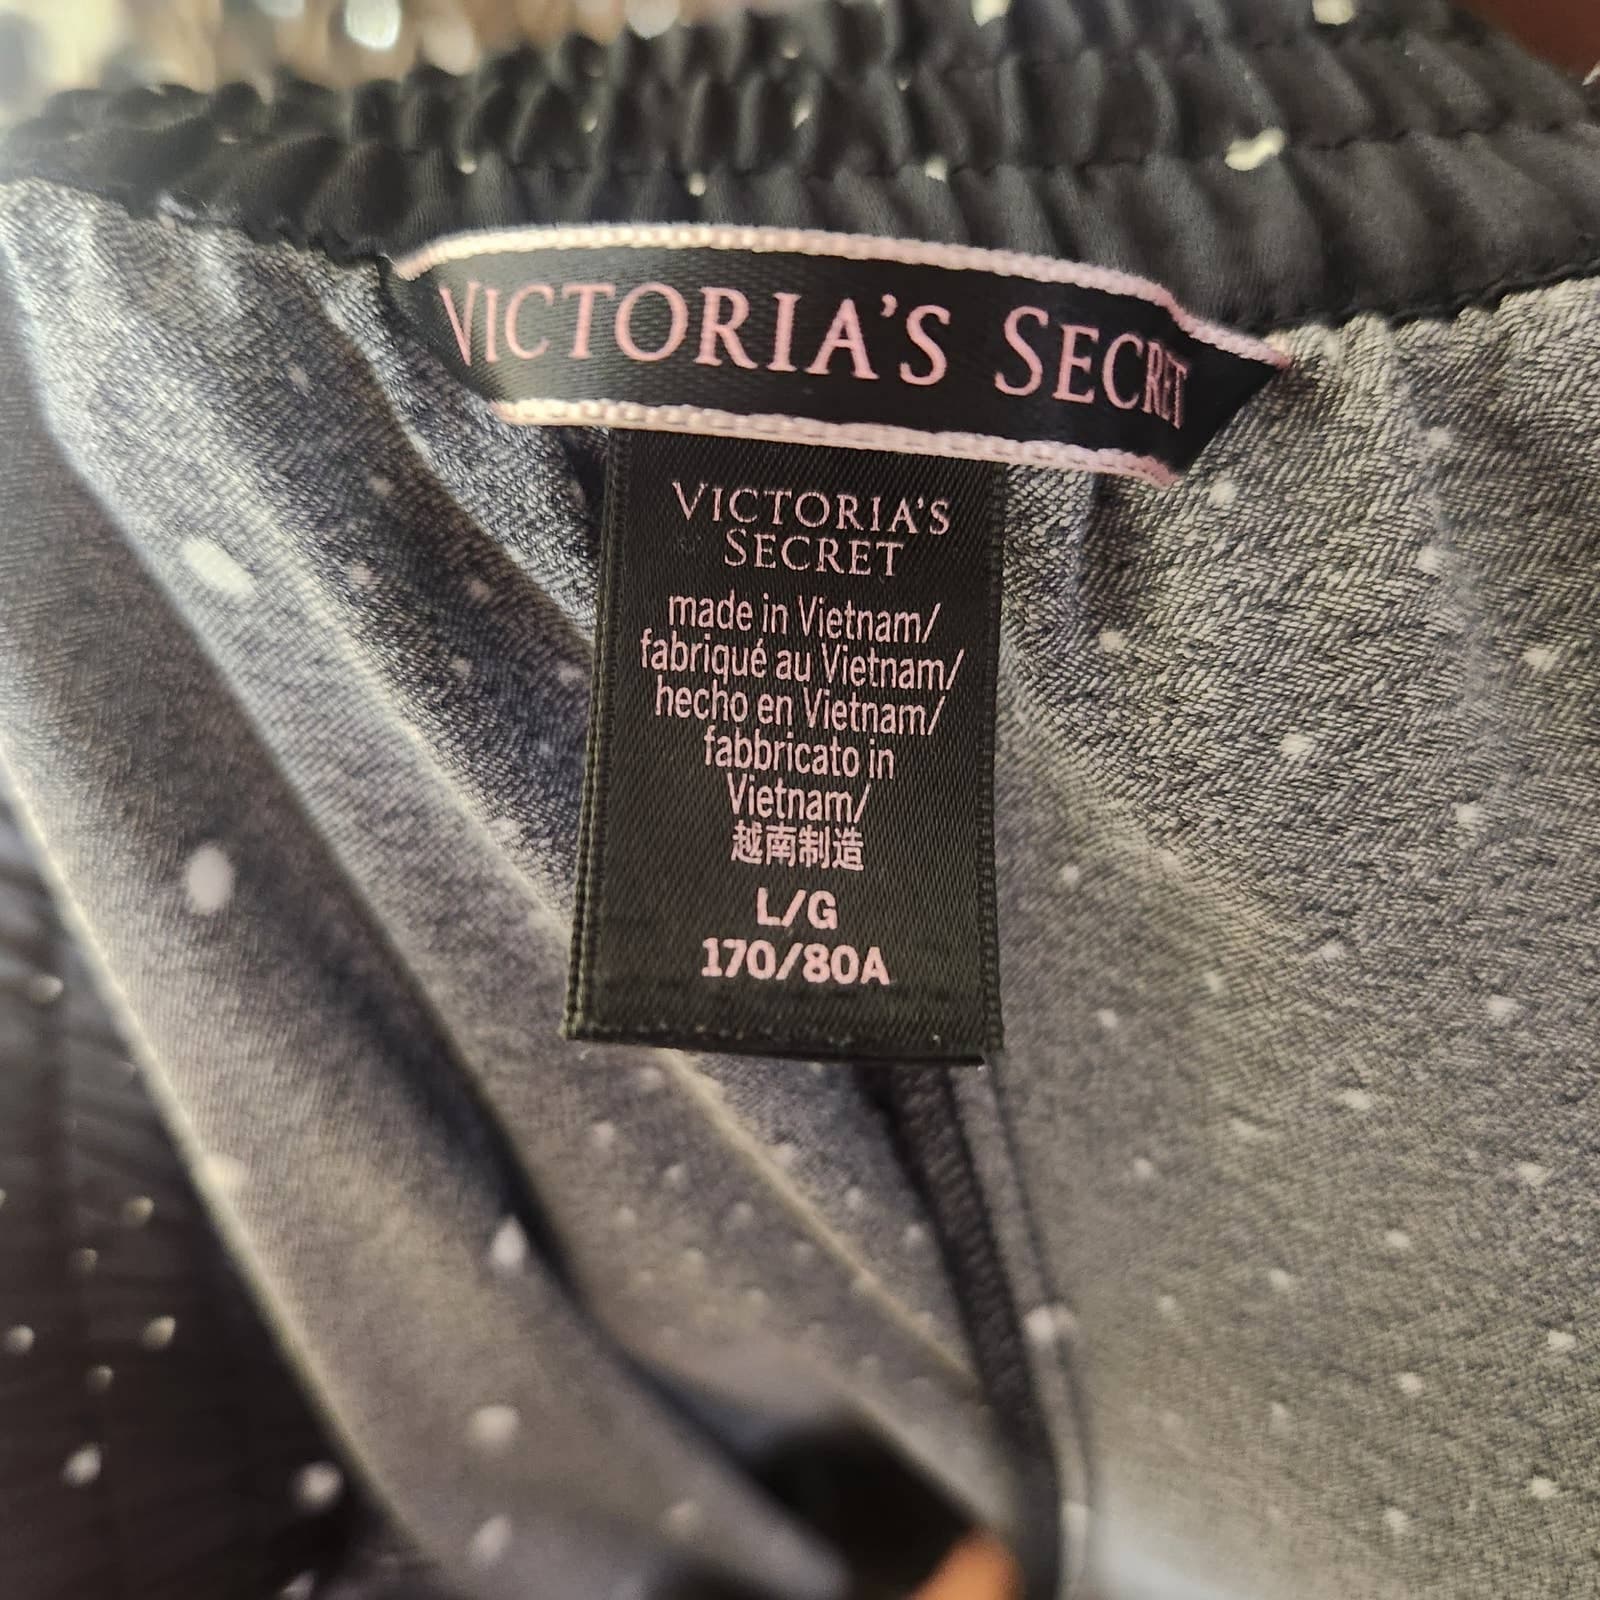 VICTORIA'S SECRET
VICTORIA'S
SECRET
made in Vietnam/
fabriqué au Vietnam/
hecho en Vietnam/
fabbricato in
Vietnam/
越南制造
L/G
170/80A